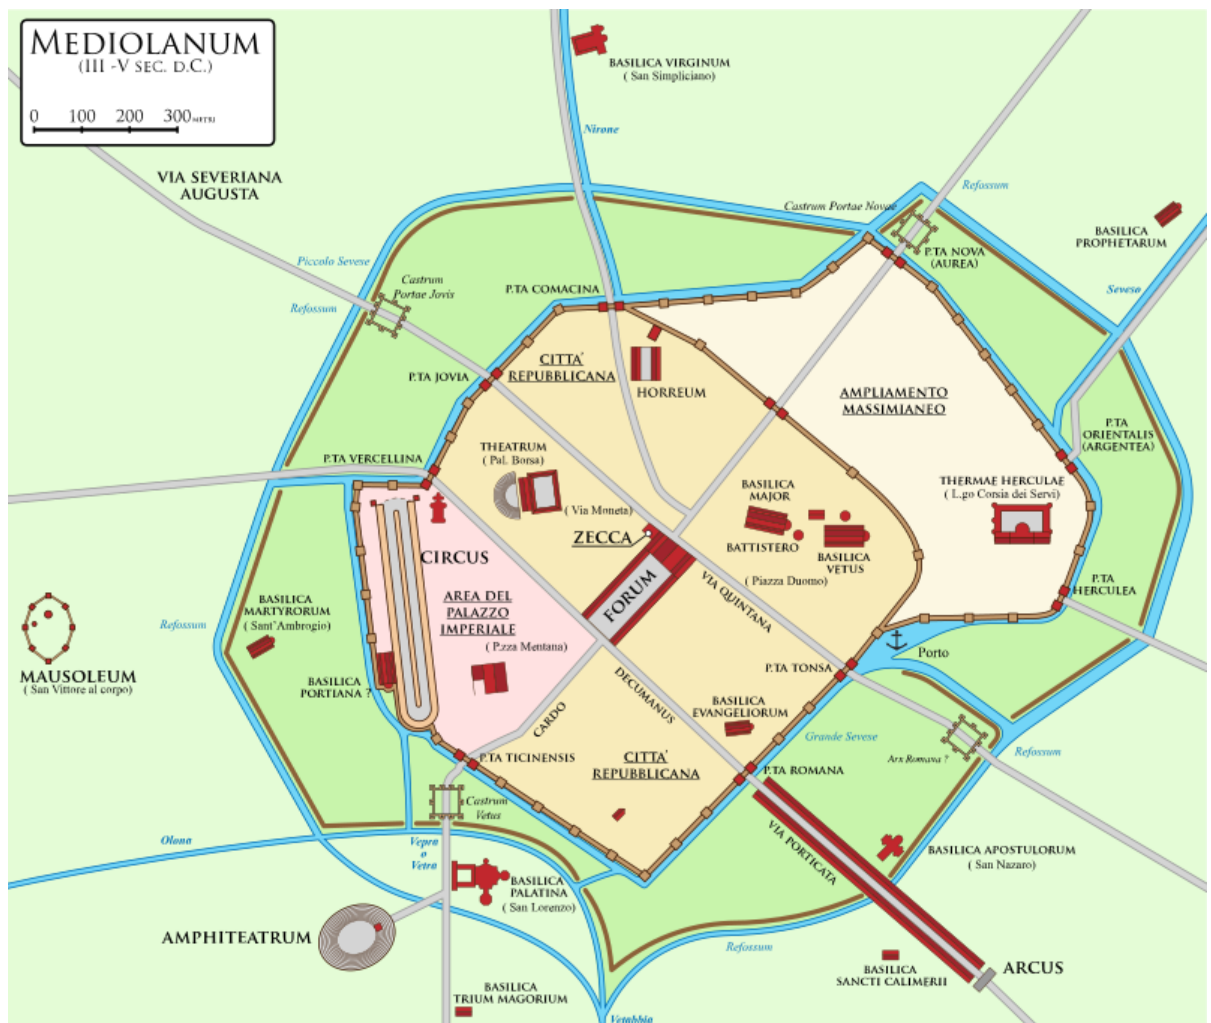 MEDIOLANUM
(III -V SEC. D.C.)
0 100 200 300 METRI
BASILICA VIRGINUM
( San Simpliciano)
Nirone
VIA SEVERIANA
AUGUSTA
Refossum
Castrum Portae Novae
BASILICA
PROPHETARUM
P.TA NOVA
(AUREA)
Piccolo Sevese
Castrum
Portae Jovis
P.TA COMACINA
Seveso
Refossum
CITTA'
REPUBBLICANA
P.TA JOVIA
HORREUM
AMPLIAMENTO
MASSIMIANEO
P.TA
ORIENTALIS
(ARGENTEA)
P.TA VERCELLINA
THEATRUM
( Pal. Borsa)
THERMAE HERCULAE
( L.go Corsia dei Servi)
BASILICA
MAJOR
(Via Moneta)
ZECCA
BATTISTERO
BASILICA
VETUS
CIRCUS
(Piazza Duomo)
P.TA
HERCULEA
FORUM
VIA QUINTANA
AREA DEL
PALAZZO
IMPERIALE
( P.zza Mentana)
BASILICA
MARTYRORUM
( Sant'Ambrogio)
Refossum
Porto
P.TA TONSA
MAUSOLEUM
( San Vittore al corpo)
BASILICA
PORTIANA ?
DECUMANUS
CARDO
BASILICA
EVANGELIORUM
Grande Sevese
Refossum
Arx Romana ?
P.TA TICINENSIS
CITTA'
REPUBBLICANA
P.TA ROMANA
Castrum
Vetus
VIA PORTICATA
Olona
Vepra
o
Vetra
BASILICA APOSTULORUM
( San Nazaro)
BASILICA
PALATINA
( San Lorenzo)
AMPHITEATRUM
Refossum
BASILICA
SANCTI CALIMERII
ARCUS
BASILICA
TRIUM MAGORIUM
Vetabbia